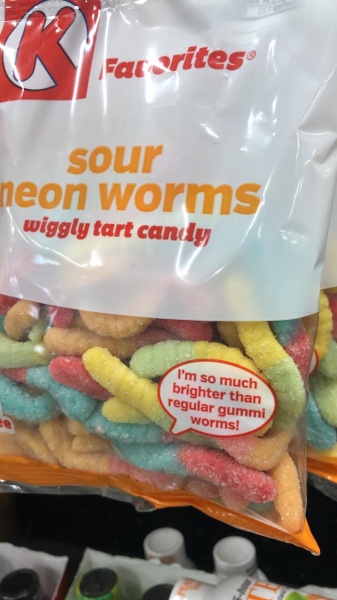 K
Favorites®
sour
neon worms
wiggly tart candy
I'm so much
brighter than
regular gummi
worms!